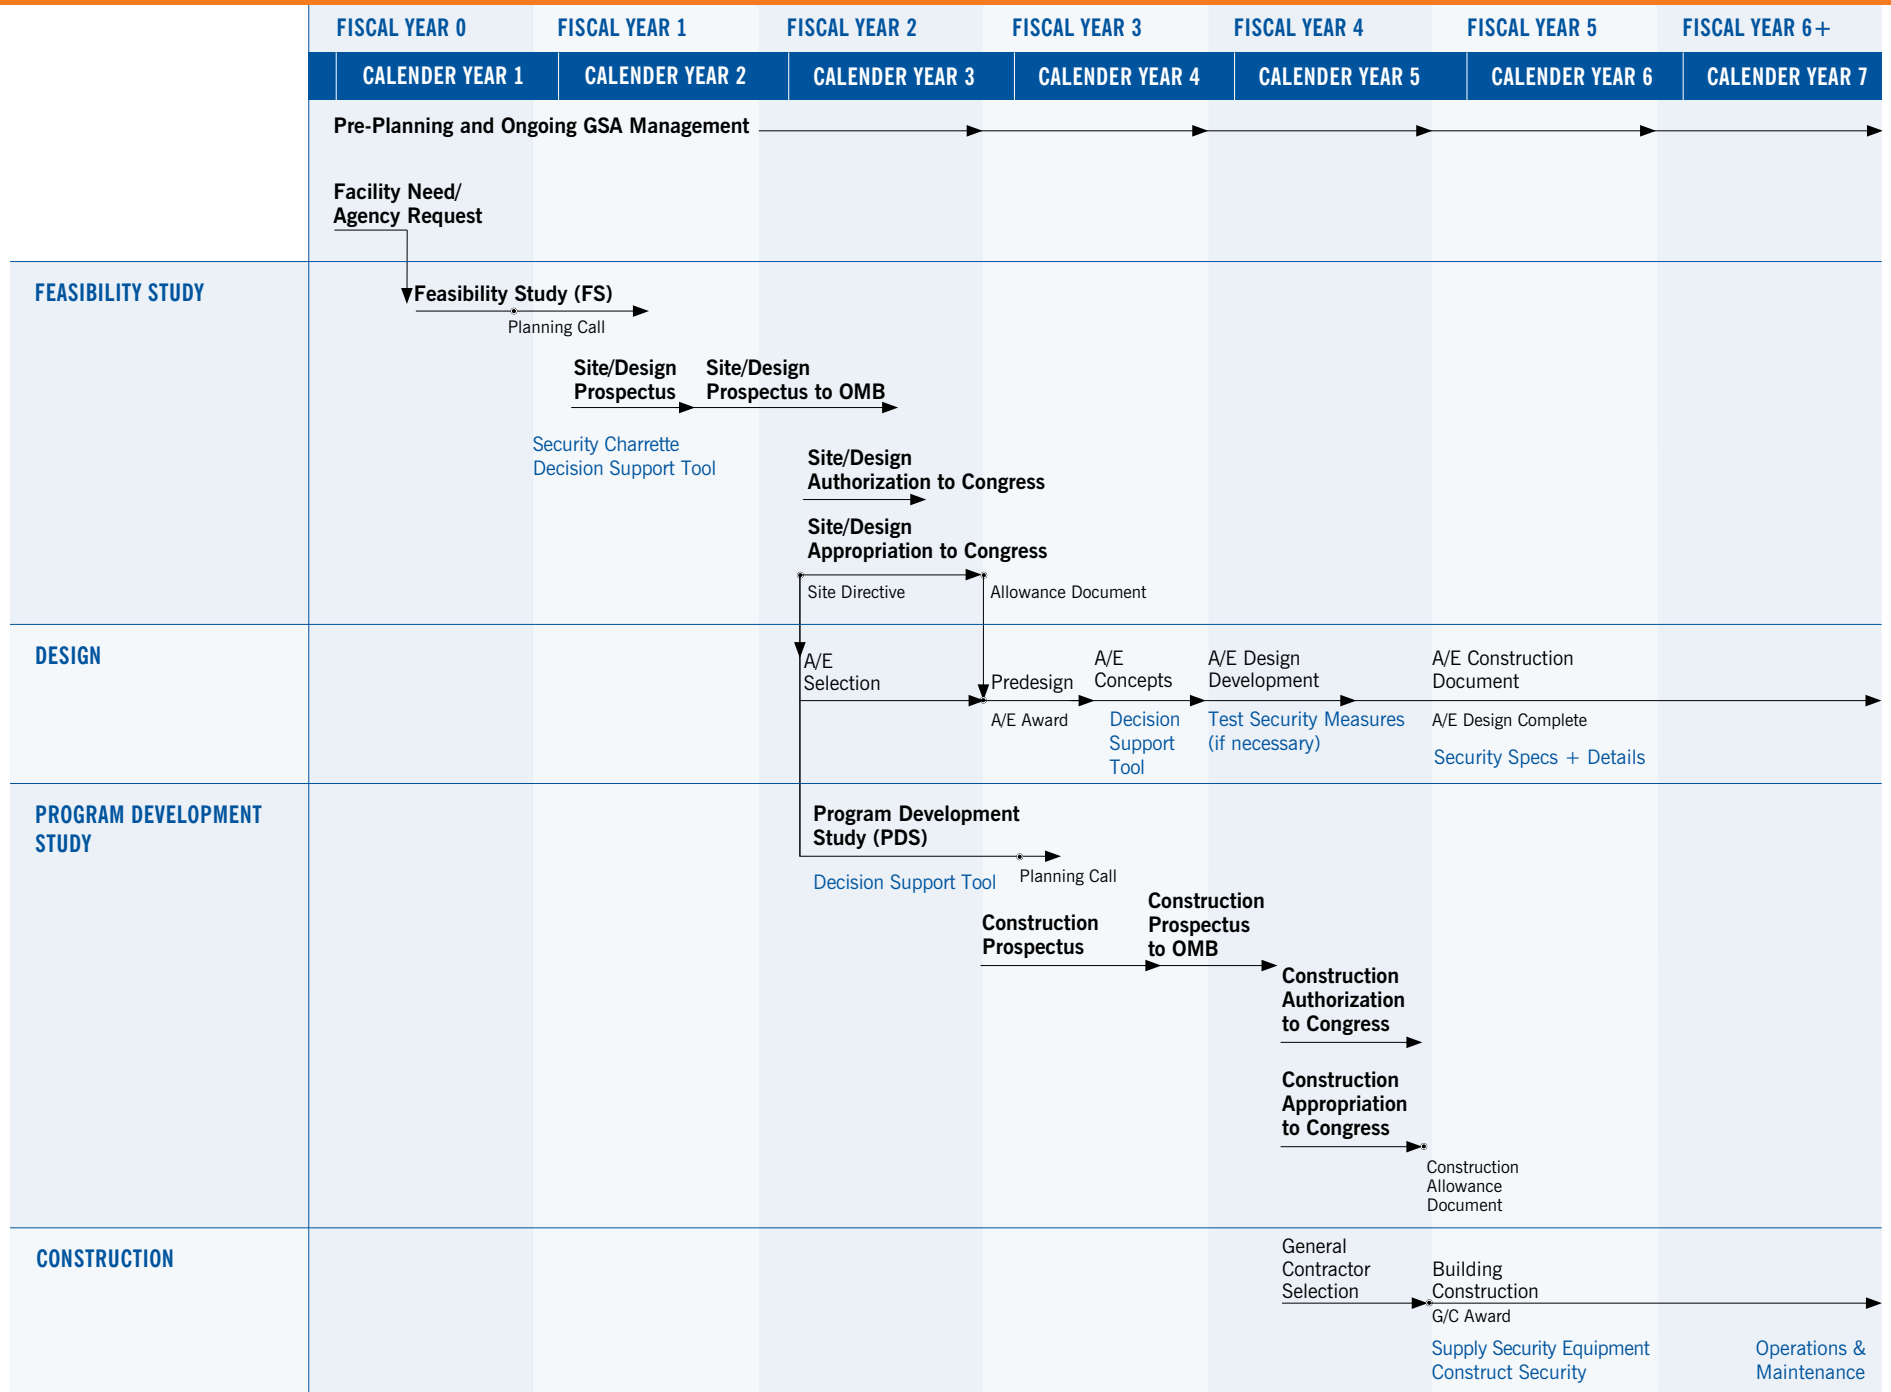 FISCAL YEAR 0 FISCAL YEAR 1 FISCAL YEAR 2 FISCAL YEAR 3 FISCAL YEAR 4 FISCAL YEAR 5 FISCAL YEAR 6+
CALENDER YEAR 1 CALENDER YEAR 2 CALENDER YEAR 3 CALENDER YEAR 4 CALENDER YEAR 5 CALENDER YEAR 6 CALENDER YEAR 7
Pre-Planning and Ongoing GSA Management
Facility Need/
Agency Request
FEASIBILITY STUDY
Feasibility Study (FS)
Planning Call
Site/Design
Prospectus
Site/Design
Prospectus to OMB
Security Charrette
Decision Support Tool
Site/Design
Authorization to Congress
Site/Design
Appropriation to Congress
Site Directive
Allowance Document
DESIGN
A/E
Selection
Predesign
A/E Award
A/E
Concepts
Decision
Support
Tool
A/E Design
Development
Test Security Measures
(if necessary)
A/E Construction
Document
A/E Design Complete
Security Specs + Details
PROGRAM DEVELOPMENT
STUDY
Program Development
Study (PDS)
Decision Support Tool
Planning Call
Construction
Prospectus
Construction
Prospectus
to OMB
Construction
Authorization
to Congress
Construction
Appropriation
to Congress
Construction
Allowance
Document
CONSTRUCTION
General
Contractor
Selection
Building
Construction
G/C Award
Supply Security Equipment
Construct Security
Operations &
Maintenance